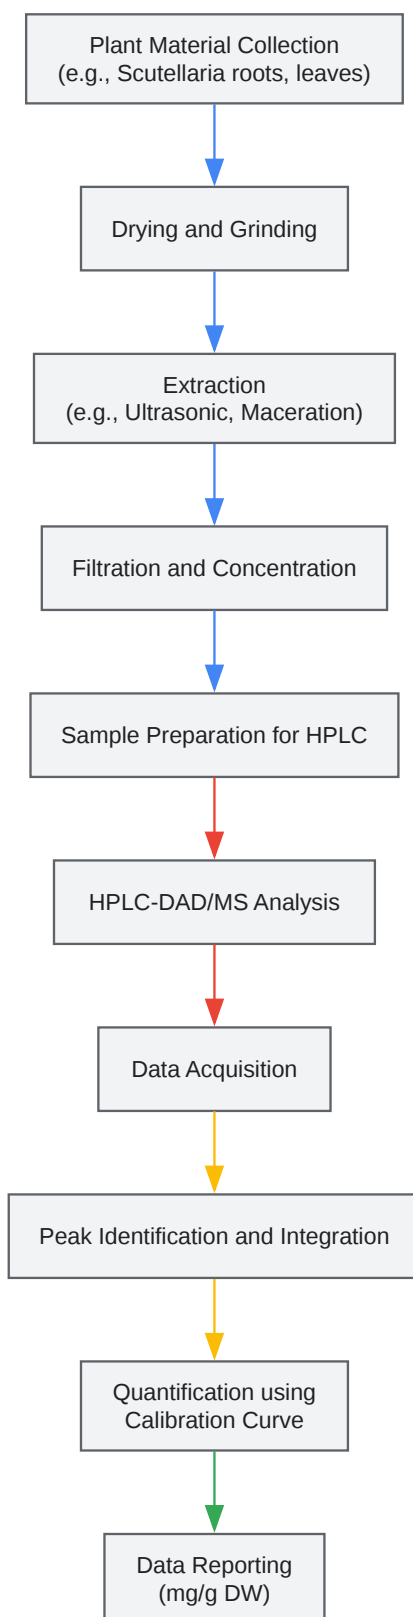 Plant Material Collection
(e.g., Scutellaria roots, leaves)
Drying and Grinding
Extraction
(e.g., Ultrasonic, Maceration)
Filtration and Concentration
Sample Preparation for HPLC
HPLC-DAD/MS Analysis
Data Acquisition
Peak Identification and Integration
Quantification using
Calibration Curve
Data Reporting
(mg/g DW)